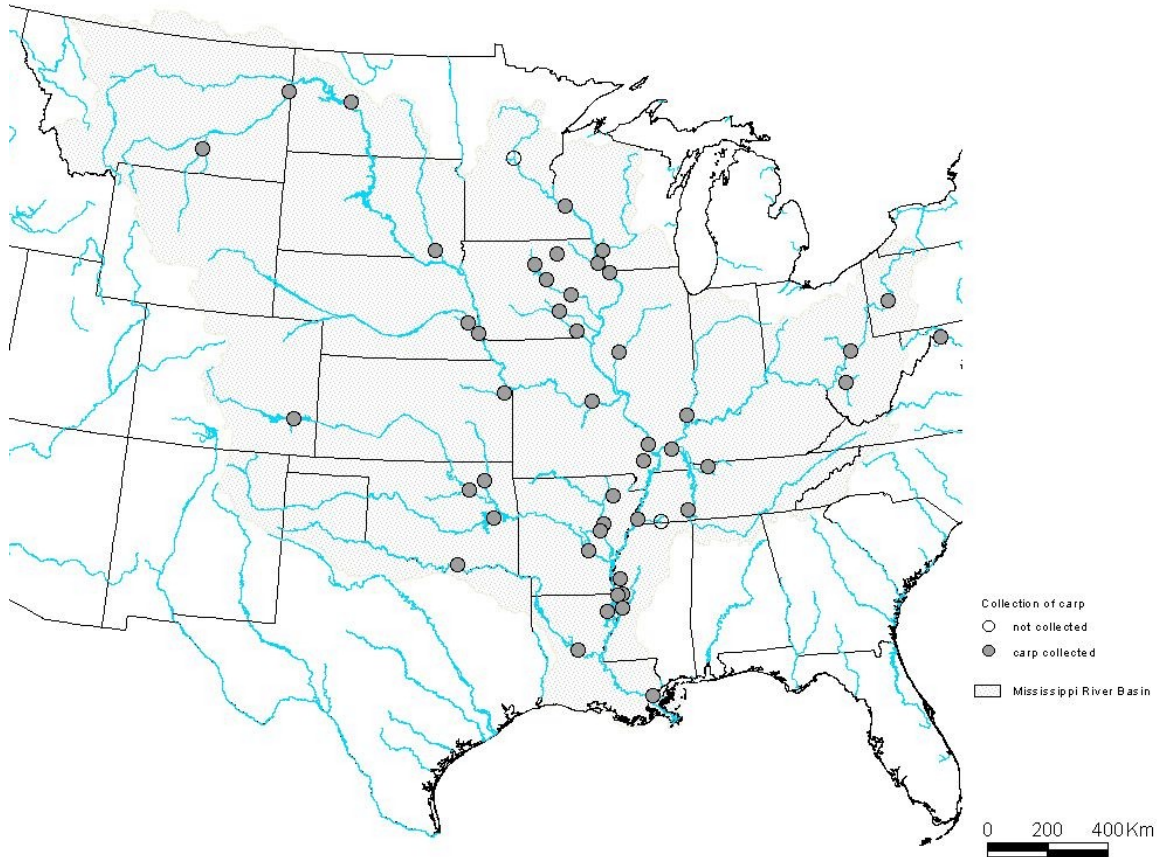 Collection of carp
not collected
carp collected
Mississippi River Basin
0 200 400 Km